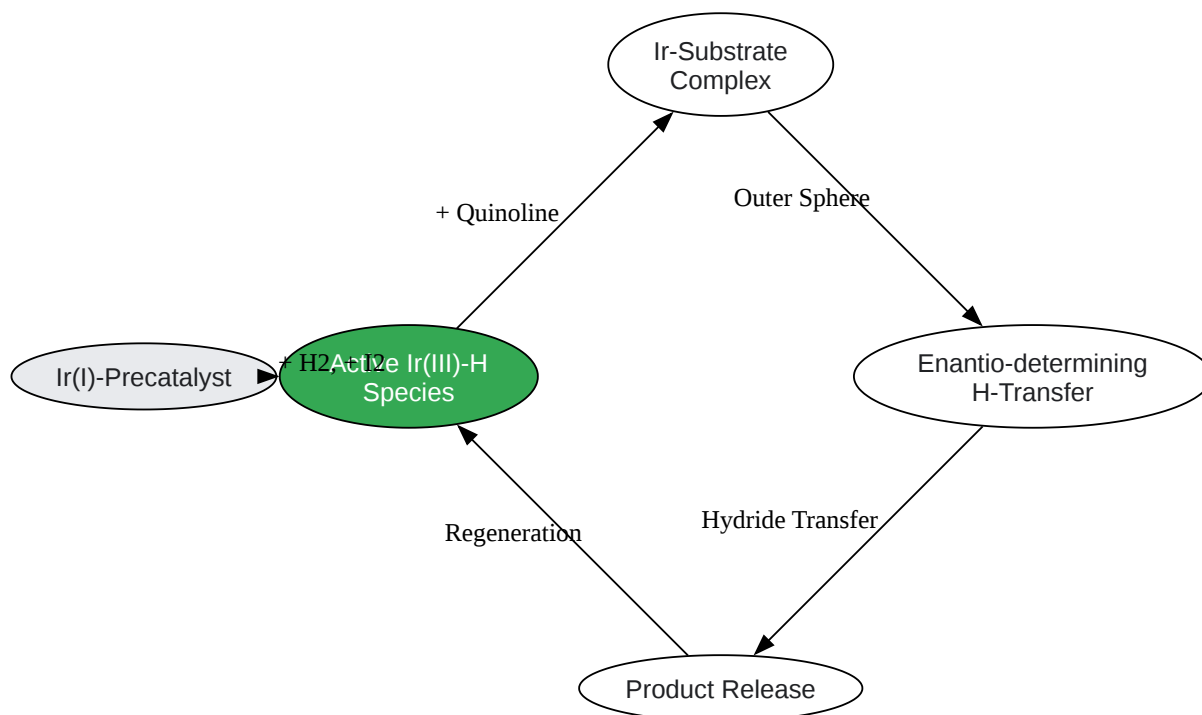 Ir-Substrate
Complex
+ Quinoline
Outer Sphere
Ir(I)-Precatalyst
+ H2, + I2
Active Ir(III)-H
Species
Enantio-determining
H-Transfer
Hydride Transfer
Regeneration
Product Release